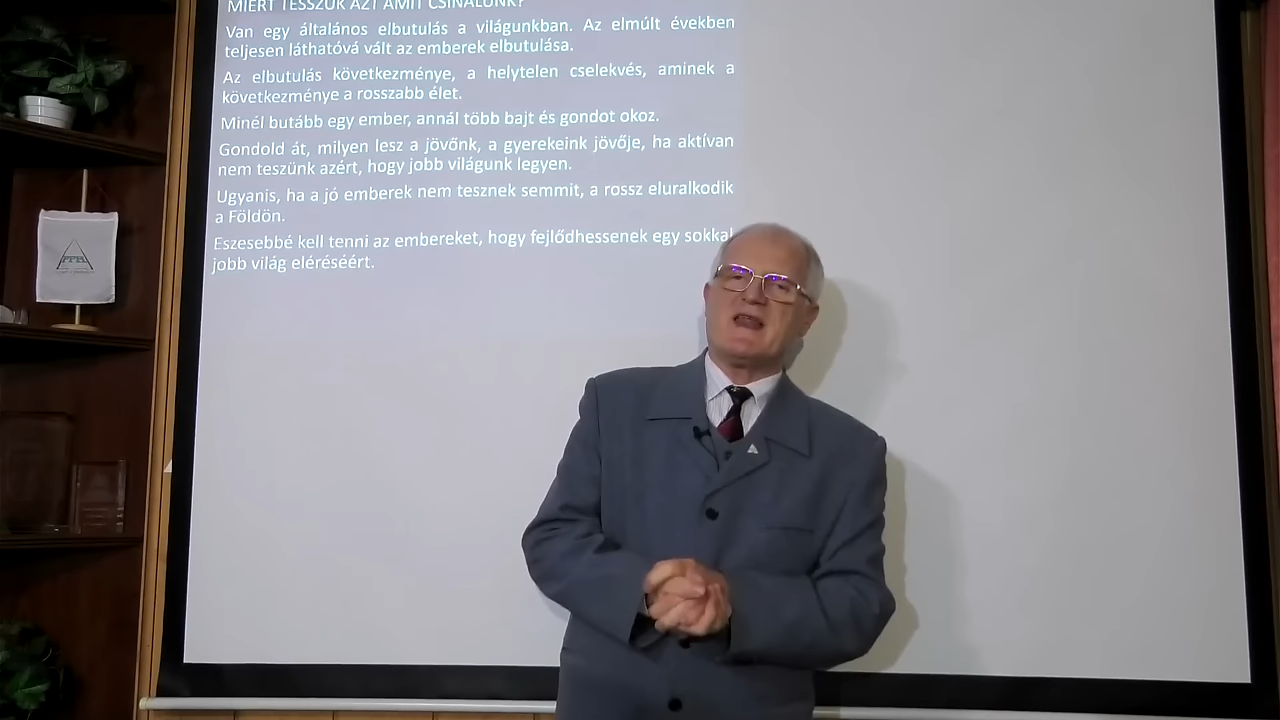 MIÉRT TESSZÜK AZT AMIT CSINÁLUNK?
Van egy általános elbutulás a világunkban. Az elmúlt években
teljesen láthatóvá vált az emberek elbutulása.
Az elbutulás következménye, a helytelen cselekvés, aminek a
következménye a rosszabb élet.
Minél butább egy ember, annál több bajt és gondot okoz.
Gondold át, milyen lesz a jövőnk, a gyerekeink jövője, ha aktívan
nem teszünk azért, hogy jobb világunk legyen.
Ugyanis, ha a jó emberek nem tesznek semmit, a rossz eluralkodik
a Földön.
Eszesebbé kell tenni az embereket, hogy fejlődhessenek egy sokkal
jobb világ eléréséért.